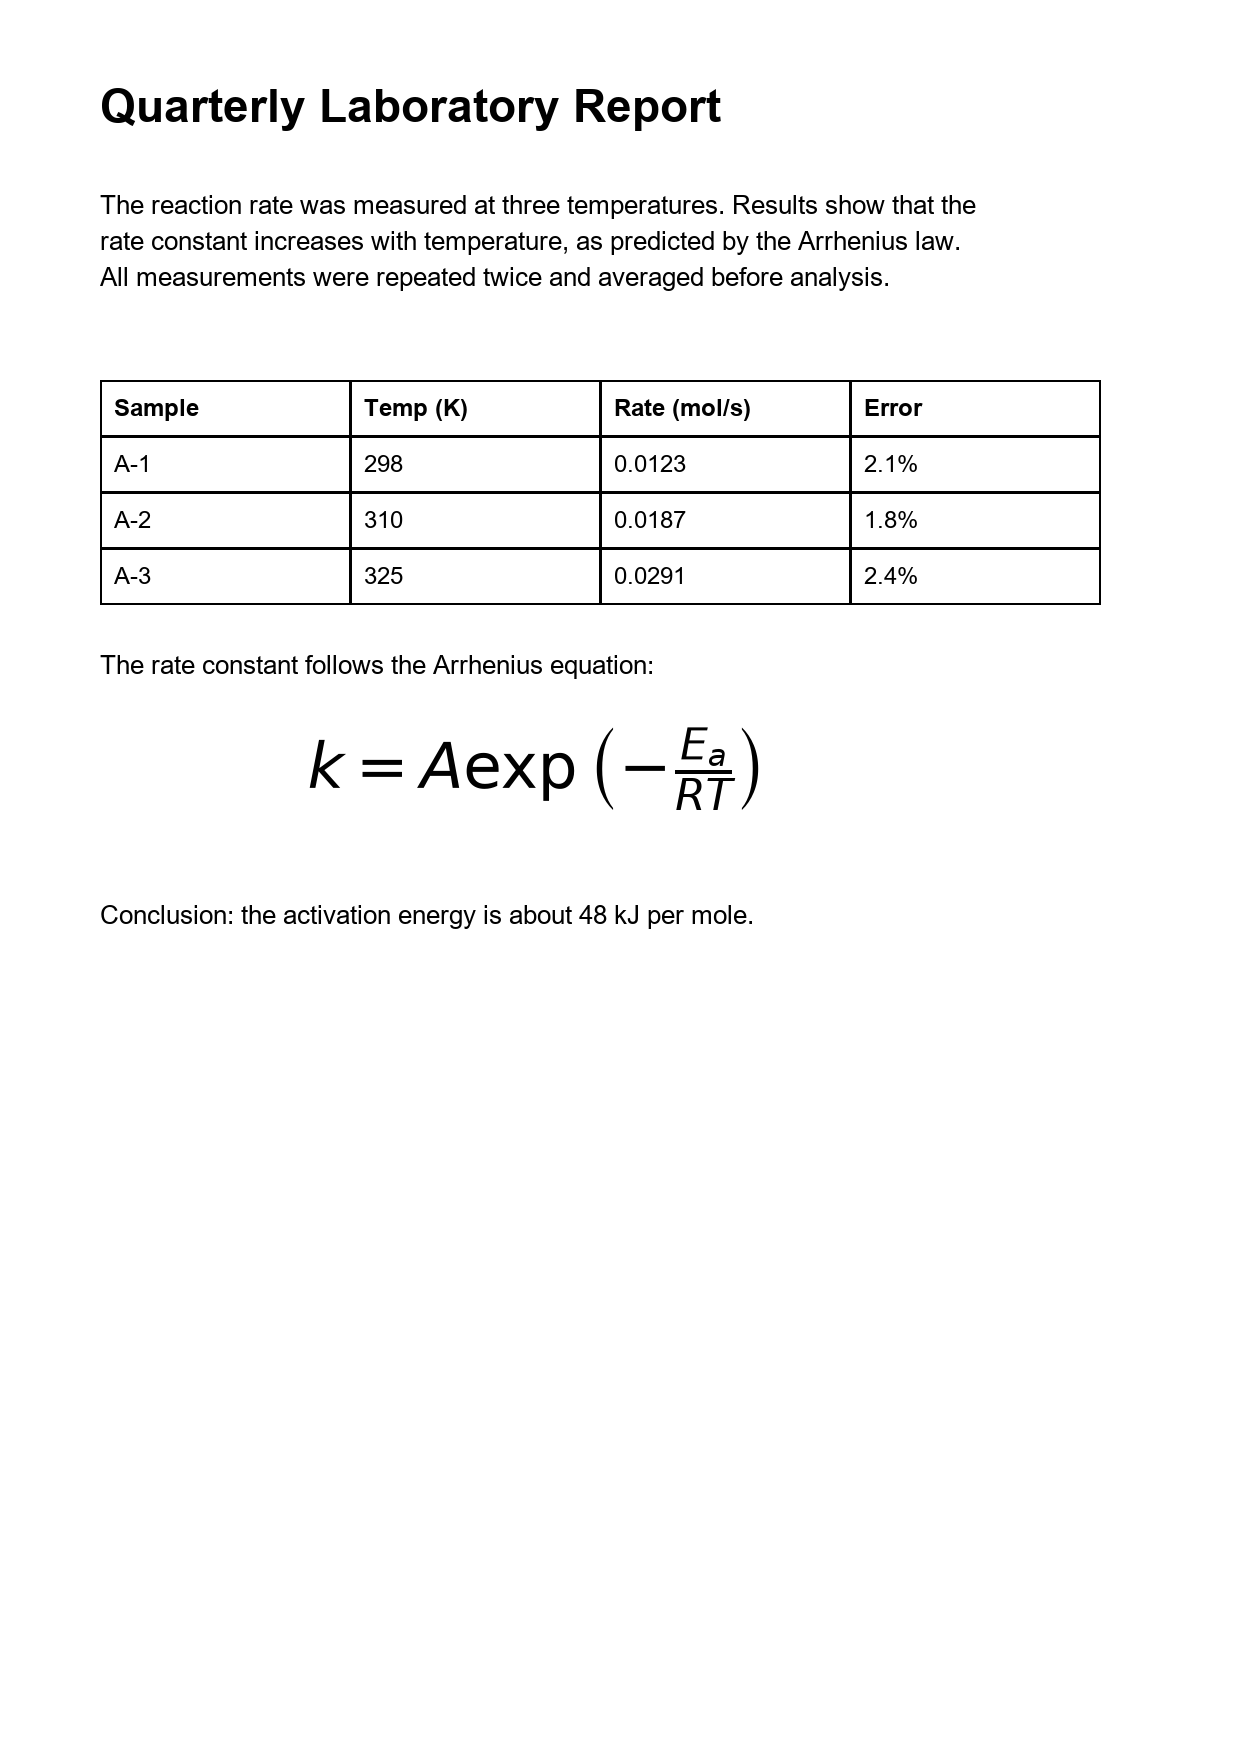 Quarterly Laboratory Report
The reaction rate was measured at three temperatures. Results show that the
rate constant increases with temperature, as predicted by the Arrhenius law.
All measurements were repeated twice and averaged before analysis.
Sample Temp (K) Rate (mol/s) Error
A-1 298 0.0123 2.1%
A-2 310 0.0187 1.8%
A-3 325 0.0291 2.4%
The rate constant follows the Arrhenius equation:
k = A exp (−E_a/RT)
Conclusion: the activation energy is about 48 kJ per mole.